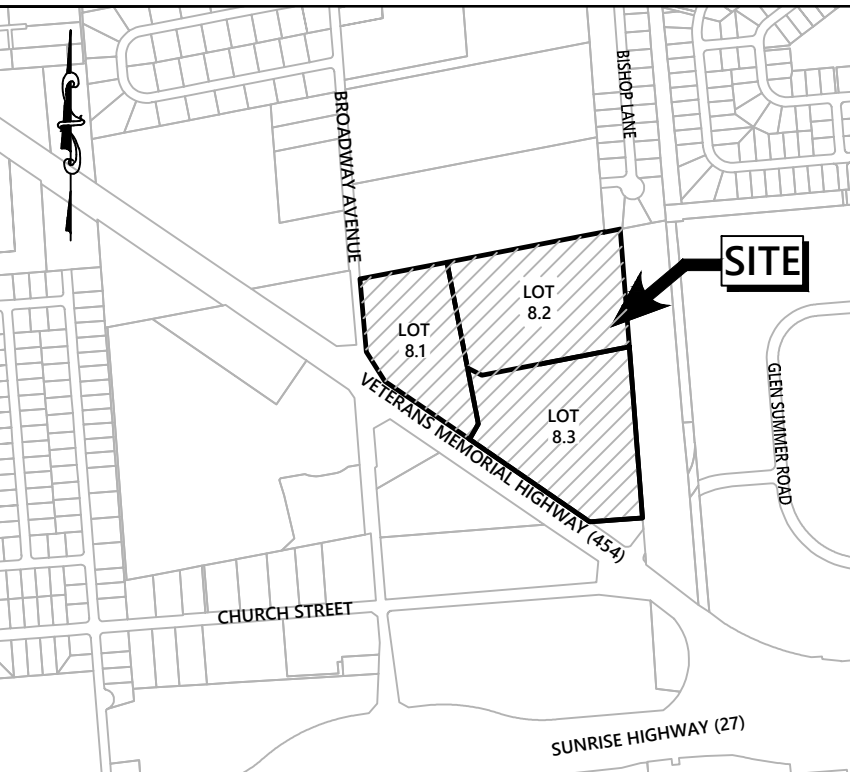 BISHOP LANE
BROADWAY AVENUE
SITE
LOT
8.2
LOT
8.1
GLEN SUMMER ROAD
LOT
8.3
VETERANS MEMORIAL HIGHWAY (454)
CHURCH STREET
SUNRISE HIGHWAY (27)